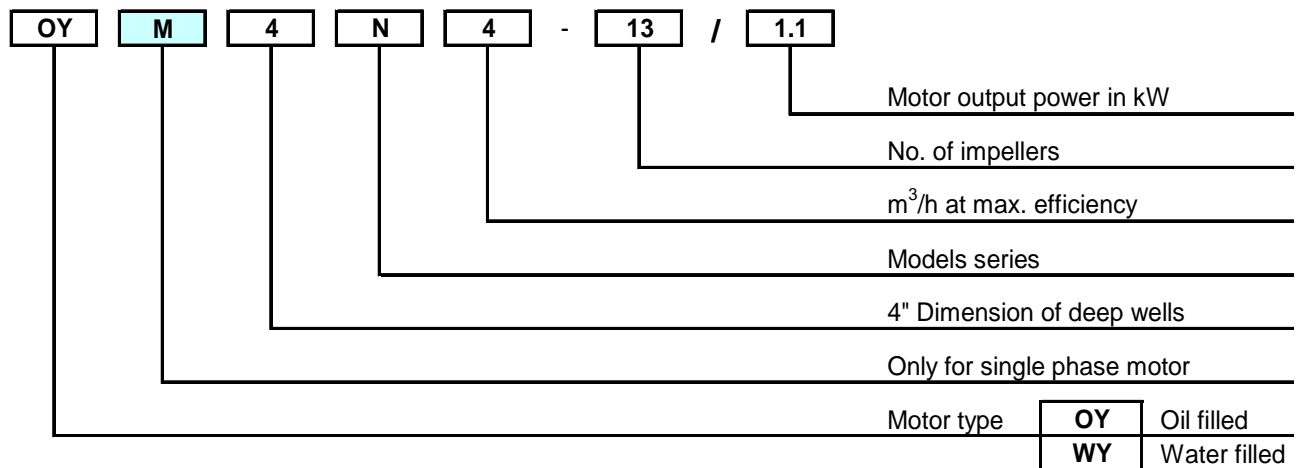 OY M 4 N 4 - 13 / 1.1
Motor output power in kW
No. of impellers
m³/h at max. efficiency
Models series
4" Dimension of deep wells
Only for single phase motor
Motor type OY Oil filled
WY Water filled